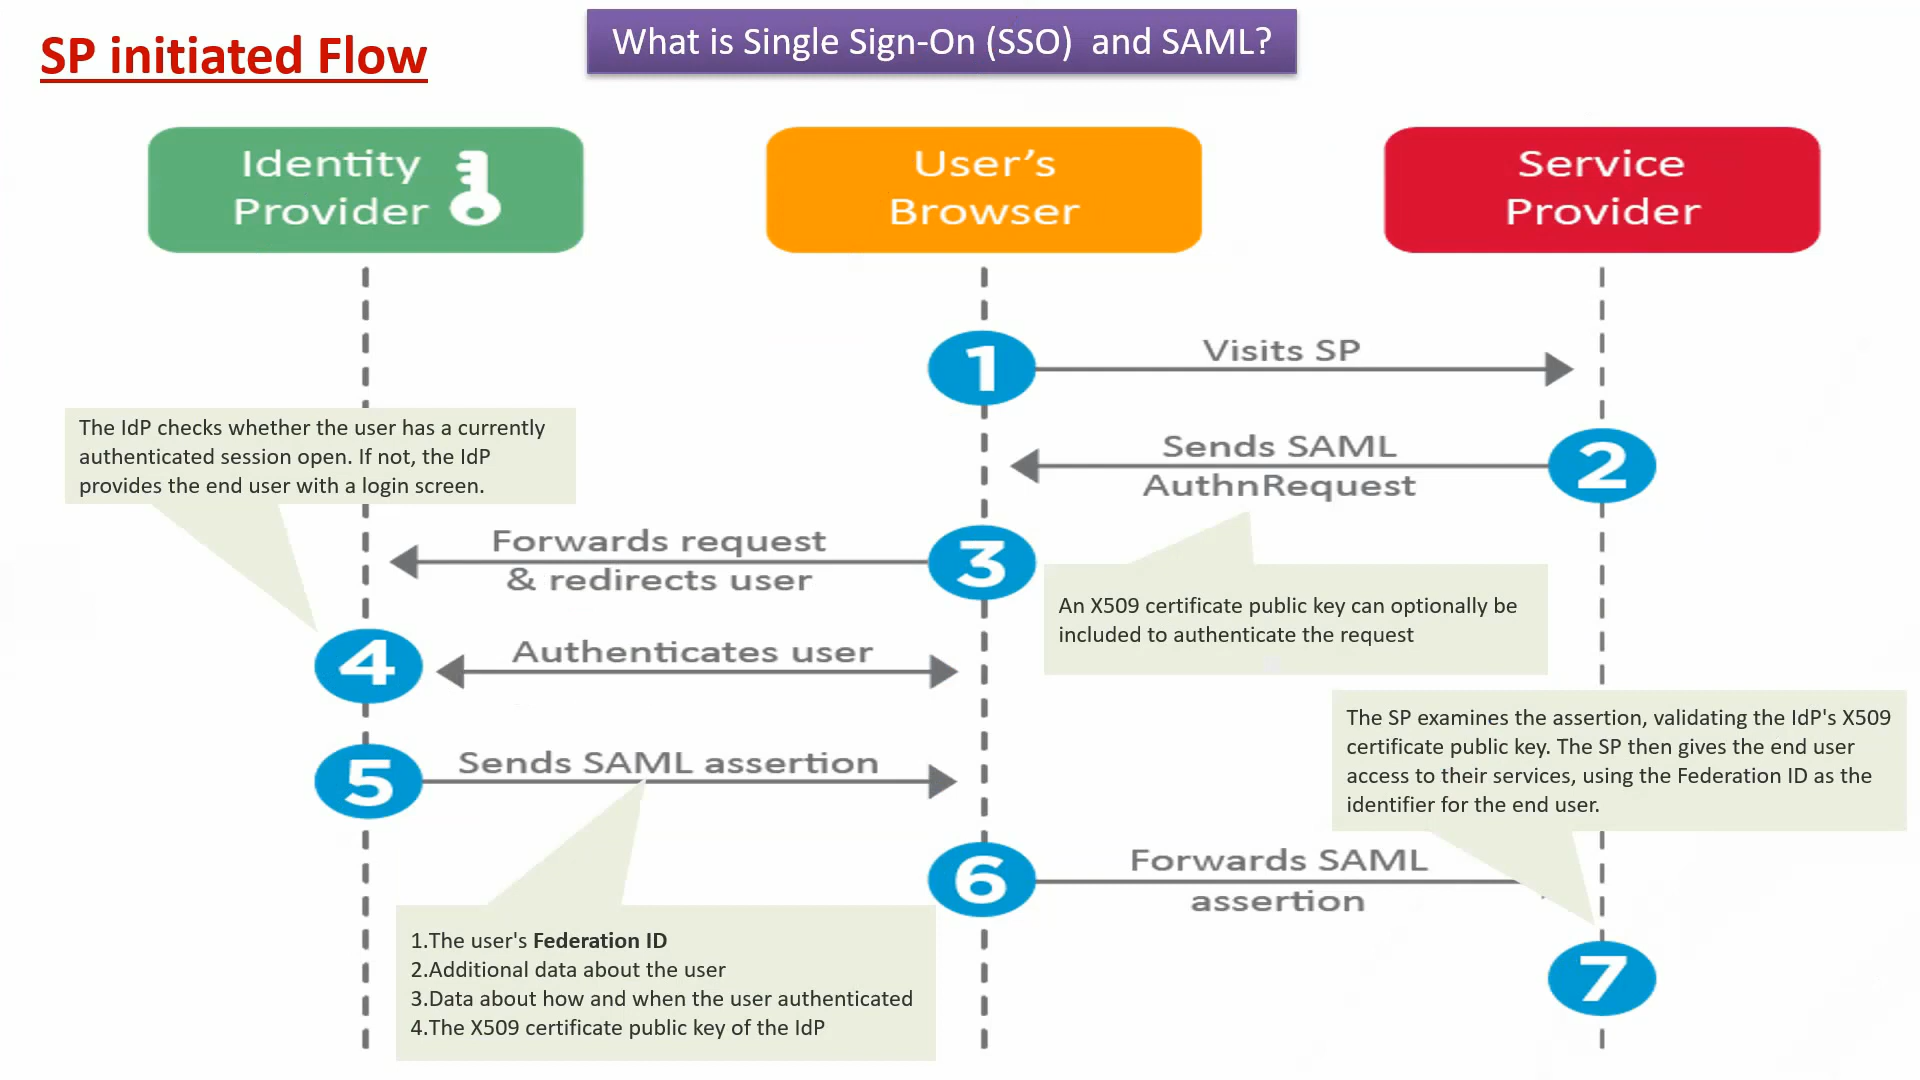 SP initiated Flow
What is Single Sign-On (SSO)  and SAML?
Identity
Provider
User's
Browser
Service
Provider
1
Visits SP
The IdP checks whether the user has a currently
authenticated session open. If not, the IdP
provides the end user with a login screen.
Sends SAML
AuthnRequest
2
Forwards request
& redirects user
3
An X509 certificate public key can optionally be
included to authenticate the request
4
Authenticates user
The SP examines the assertion, validating the IdP's X509
certificate public key. The SP then gives the end user
access to their services, using the Federation ID as the
identifier for the end user.
5
Sends SAML assertion
6
Forwards SAML
assertion
1.The user's Federation ID
2.Additional data about the user
3.Data about how and when the user authenticated
4.The X509 certificate public key of the IdP
7